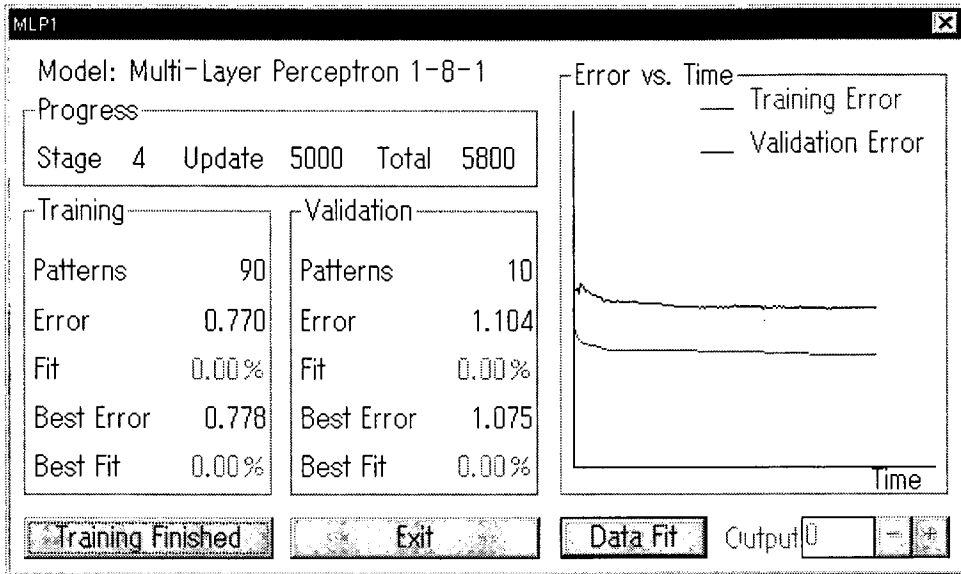 MLP1
Model: Multi-Layer Perceptron 1-8-1
Progress
Stage 4 Update 5000 Total 5800
Training
Patterns 90
Error 0.770
Fit 0.00%
Best Error 0.778
Best Fit 0.00%
Validation
Patterns 10
Error 1.104
Fit 0.00%
Best Error 1.075
Best Fit 0.00%
Error vs. Time
Training Error
Validation Error
Time
Training Finished
Exit
Data Fit
Output 0
- +